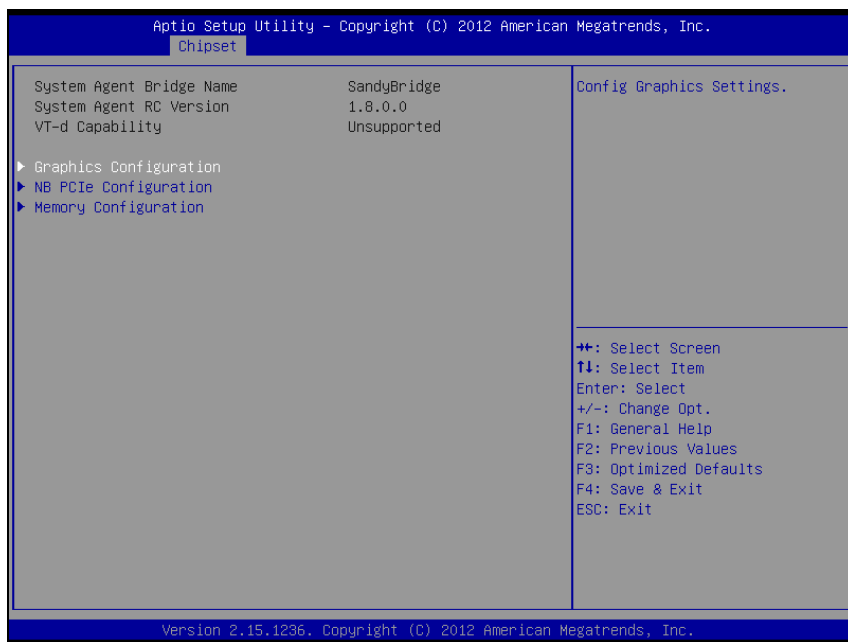 Aptio Setup Utility – Copyright (C) 2012 American Megatrends, Inc.
Chipset
System Agent Bridge Name SandyBridge
System Agent RC Version 1.8.0.0
VT-d Capability Unsupported
▶ Graphics Configuration
▶ NB PCIe Configuration
▶ Memory Configuration
Config Graphics Settings.
→←: Select Screen
↑↓: Select Item
Enter: Select
+/-: Change Opt.
F1: General Help
F2: Previous Values
F3: Optimized Defaults
F4: Save & Exit
ESC: Exit
Version 2.15.1236. Copyright (C) 2012 American Megatrends, Inc.